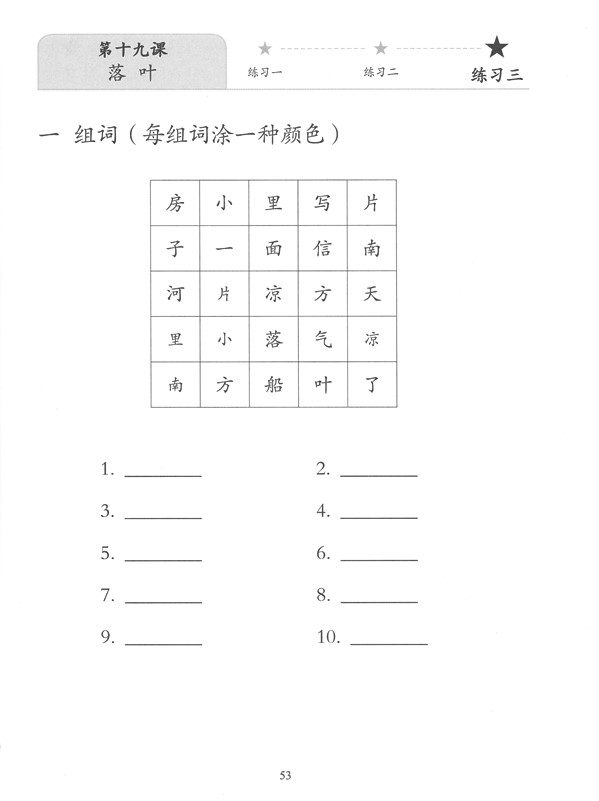 第十九课
落 叶
练习一
练习二
练习三
一 组词（每组词涂一种颜色）
房 小 里 写 片
子 一 面 信 南
河 片 凉 方 天
里 小 落 气 凉
南 方 船 叶 了
1. ________ 2. ________
3. ________ 4. ________
5. ________ 6. ________
7. ________ 8. ________
9. ________ 10. ________
53